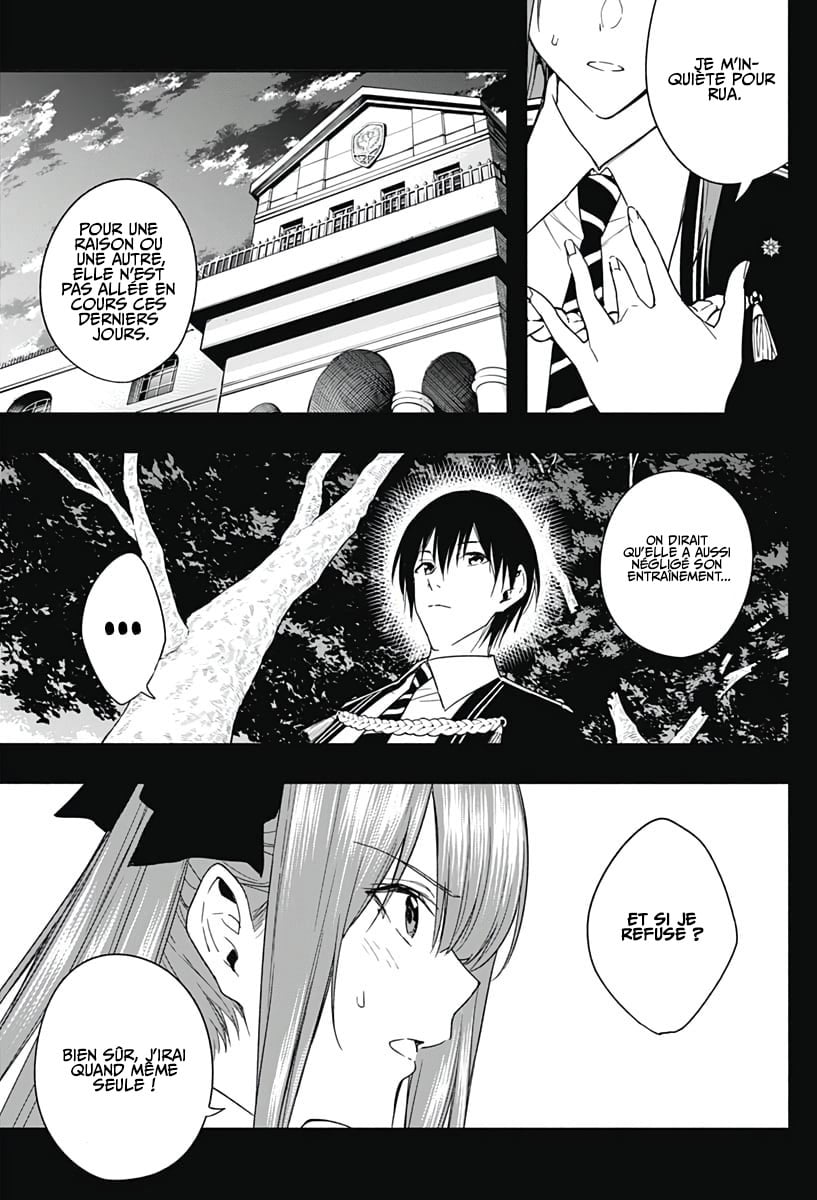 JE M'IN-
QUIÈTE POUR
RUA.
POUR UNE
RAISON OU
UNE AUTRE,
ELLE N'EST
PAS ALLÉE EN
COURS CES
DERNIERS
JOURS.
ON DIRAIT
QU'ELLE A AUSSI
NÉGLIGÉ SON
ENTRAÎNEMENT...
...
ET SI JE
REFUSE ?
BIEN SÛR, J'IRAI
QUAND MÊME
SEULE !